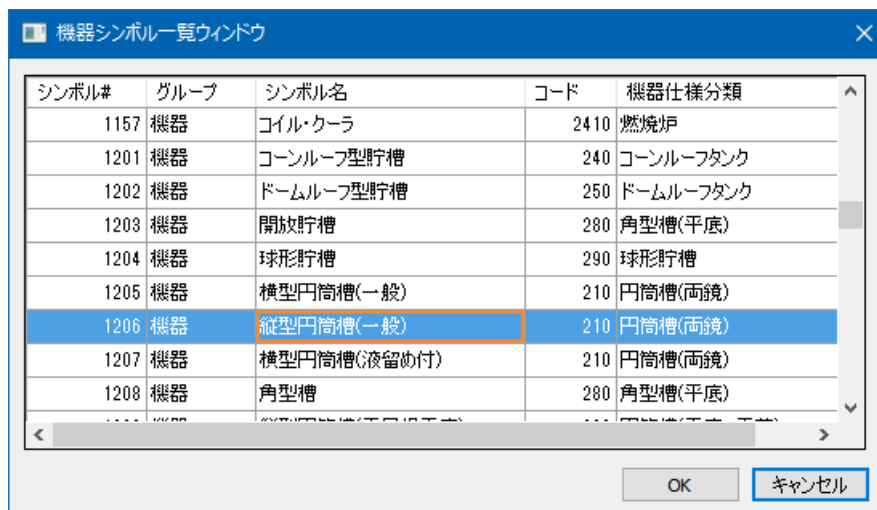 機器シンボル一覧ウィンドウ
シンボル# グループ シンボル名 コード 機器仕様分類
1157 機器 コイル・クーラ 2410 燃焼炉
1201 機器 コーンルーフ型貯槽 240 コーンルーフタンク
1202 機器 ドームルーフ型貯槽 250 ドームルーフタンク
1203 機器 開放貯槽 280 角型槽(平底)
1204 機器 球形貯槽 290 球形貯槽
1205 機器 横型円筒槽(一般) 210 円筒槽(両鏡)
1206 機器 縦型円筒槽(一般) 210 円筒槽(両鏡)
1207 機器 横型円筒槽(液留め付) 210 円筒槽(両鏡)
1208 機器 角型槽 280 角型槽(平底)
OK キャンセル